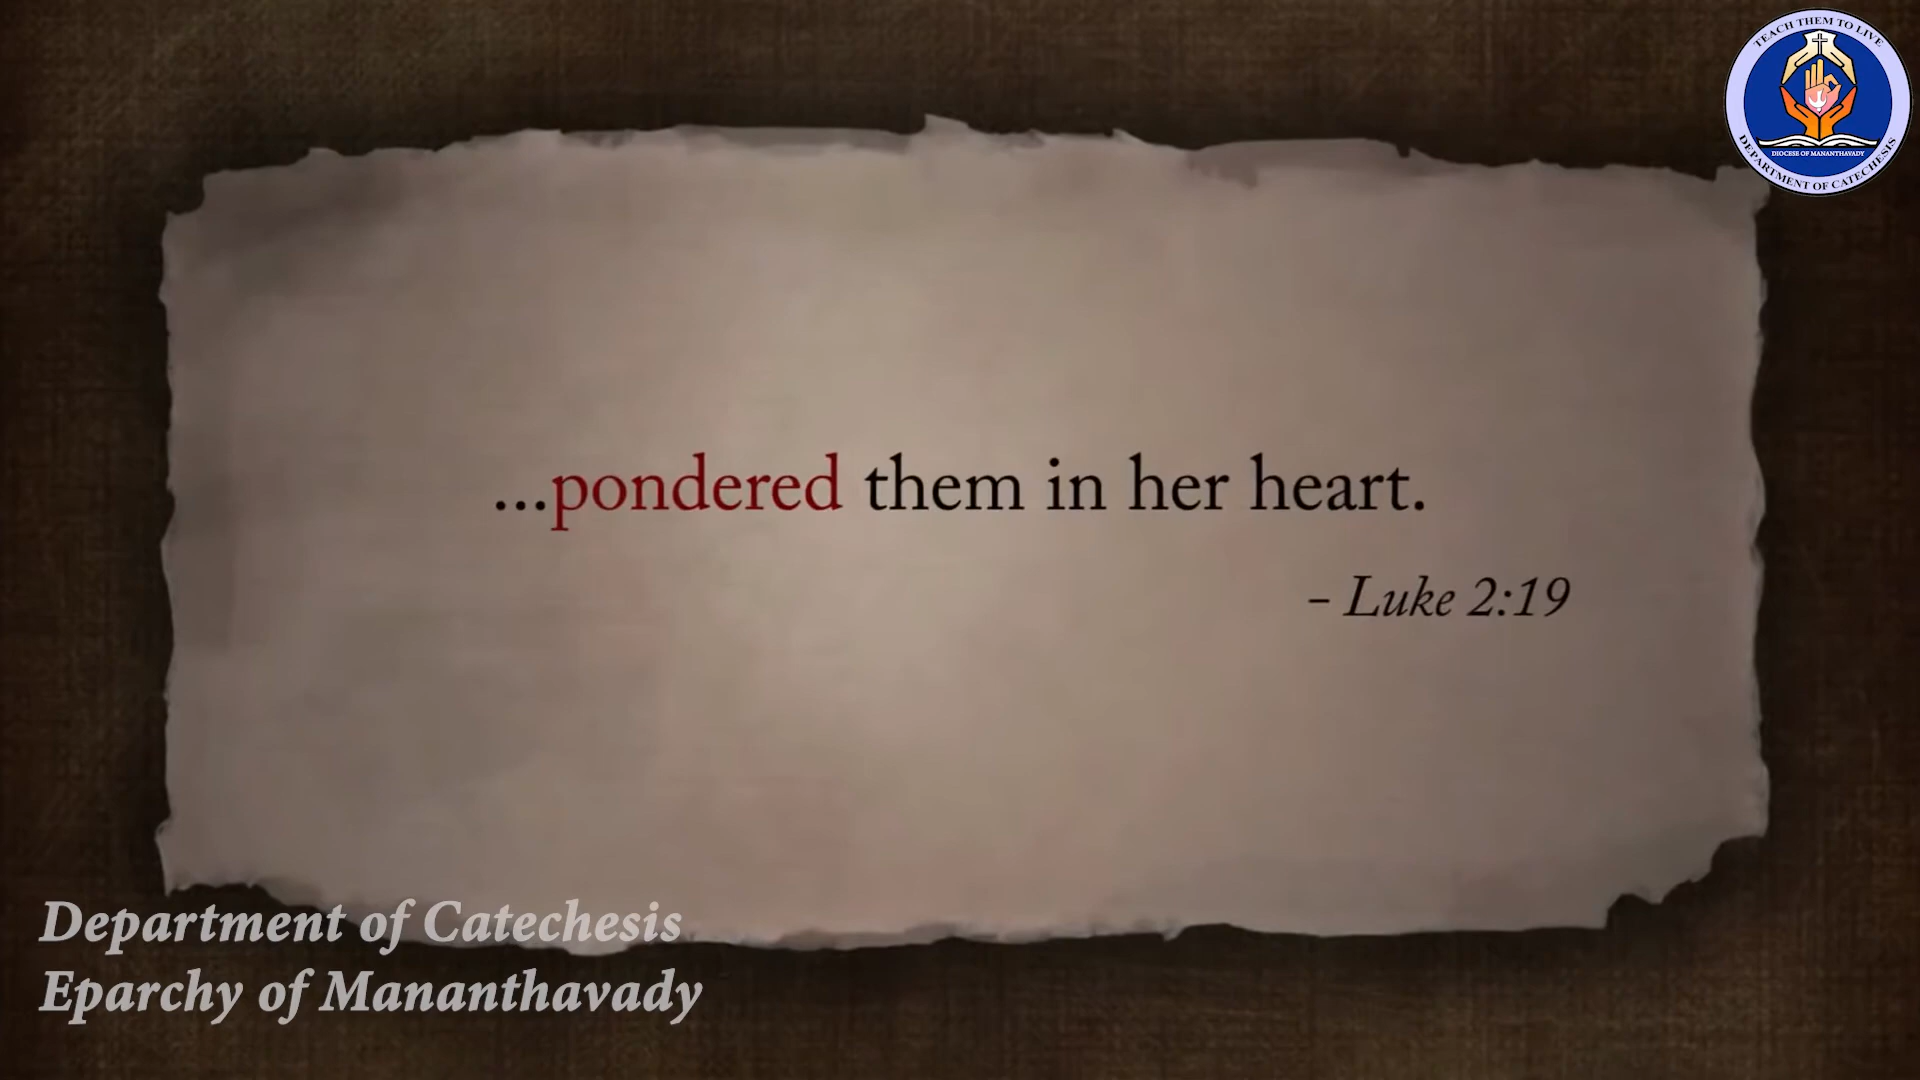 TEACH THEM TO LIVE
DIOCESE OF MANANTHAVADY
DEPARTMENT OF CATECHESIS
...pondered them in her heart.
– Luke 2:19
Department of Catechesis
Eparchy of Mananthavady